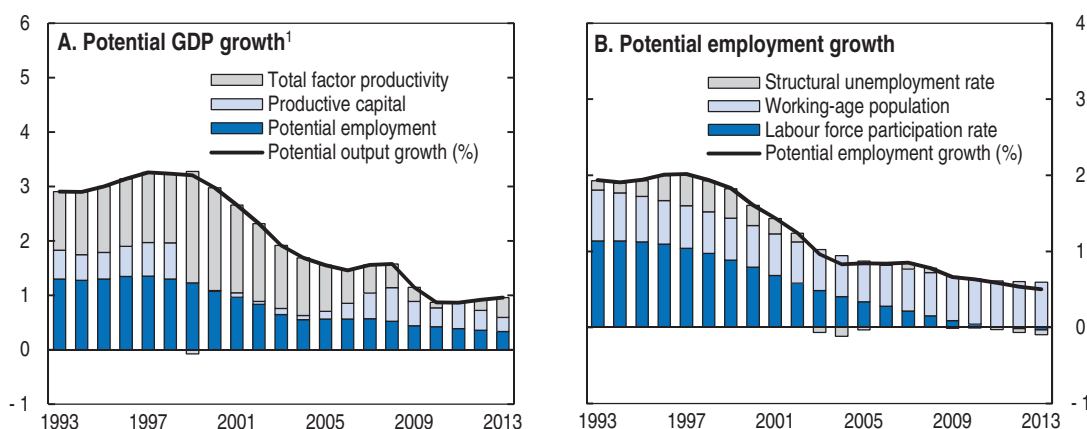 A. Potential GDP growth¹
Total factor productivity
Productive capital
Potential employment
Potential output growth (%)
6
5
4
3
2
1
0
- 1
1993 1997 2001 2005 2009 2013
B. Potential employment growth
Structural unemployment rate
Working-age population
Labour force participation rate
Potential employment growth (%)
4
3
2
1
0
- 1
1993 1997 2001 2005 2009 2013